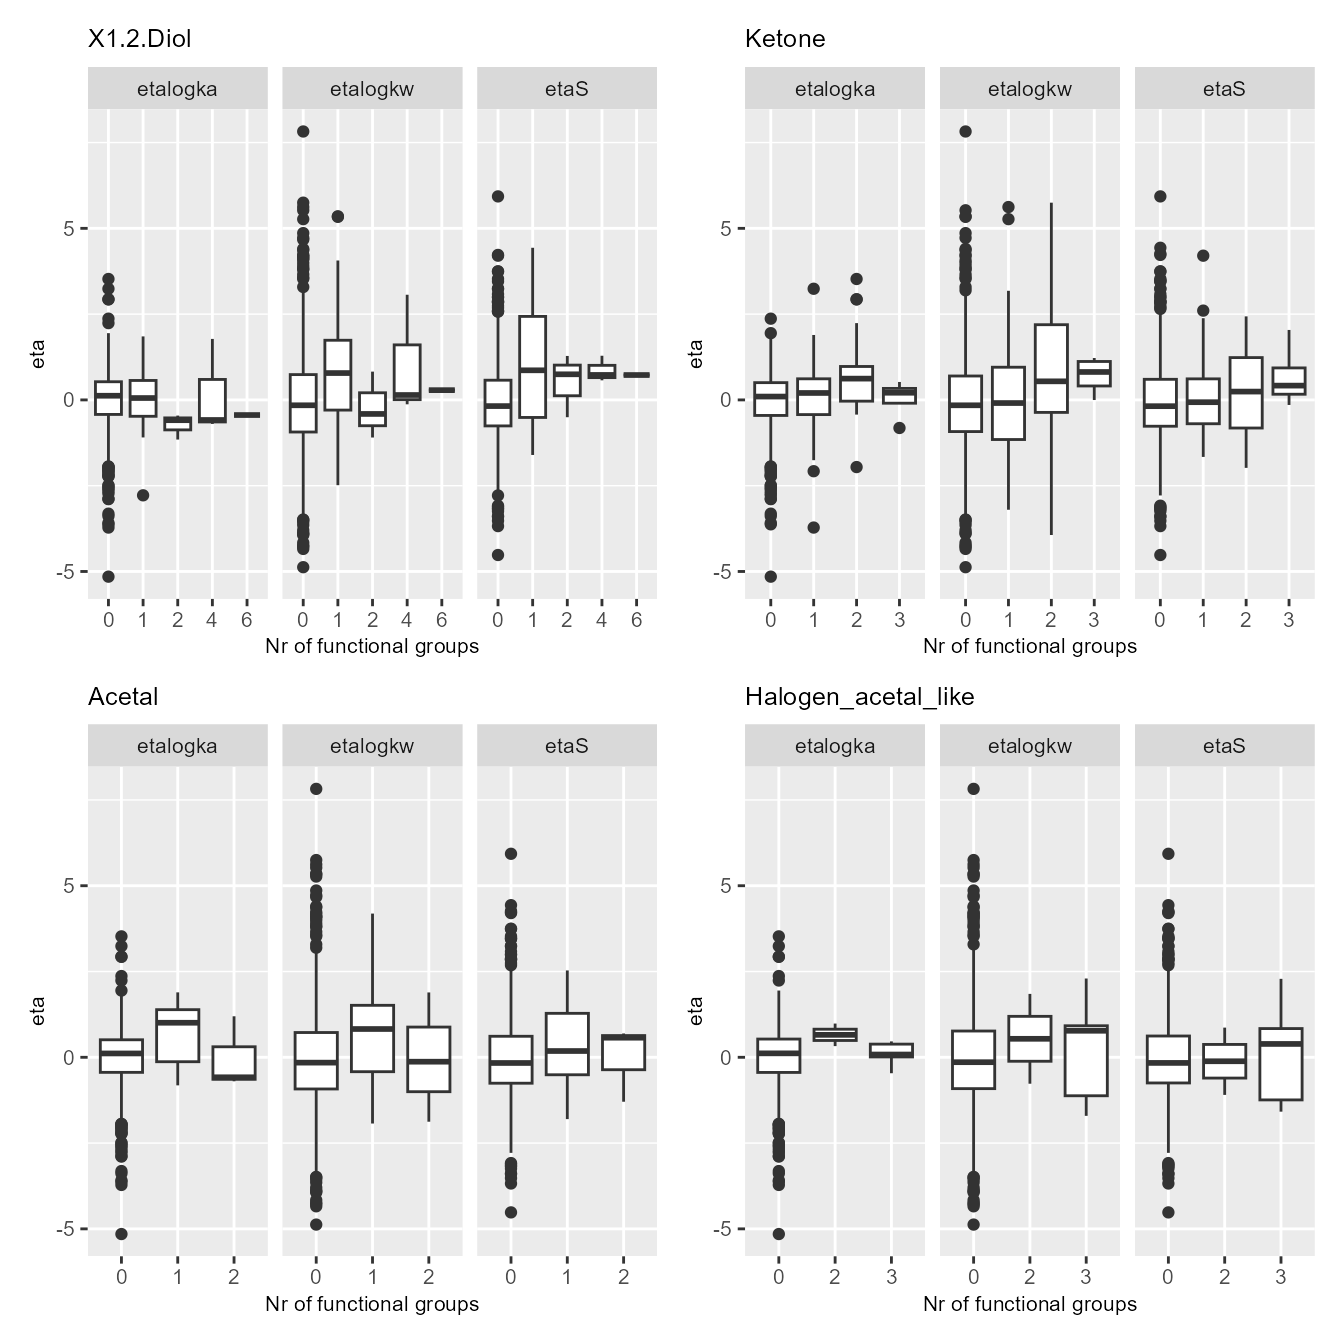 X1.2.Diol
etalogka etalogkw etaS
eta
5
0
-5
0 1 2 4 6 0 1 2 4 6 0 1 2 4 6
Nr of functional groups
Ketone
etalogka etalogkw etaS
eta
5
0
-5
0 1 2 3 0 1 2 3 0 1 2 3
Nr of functional groups
Acetal
etalogka etalogkw etaS
eta
5
0
-5
0 1 2 0 1 2 0 1 2
Nr of functional groups
Halogen_acetal_like
etalogka etalogkw etaS
eta
5
0
-5
0 2 3 0 2 3 0 2 3
Nr of functional groups